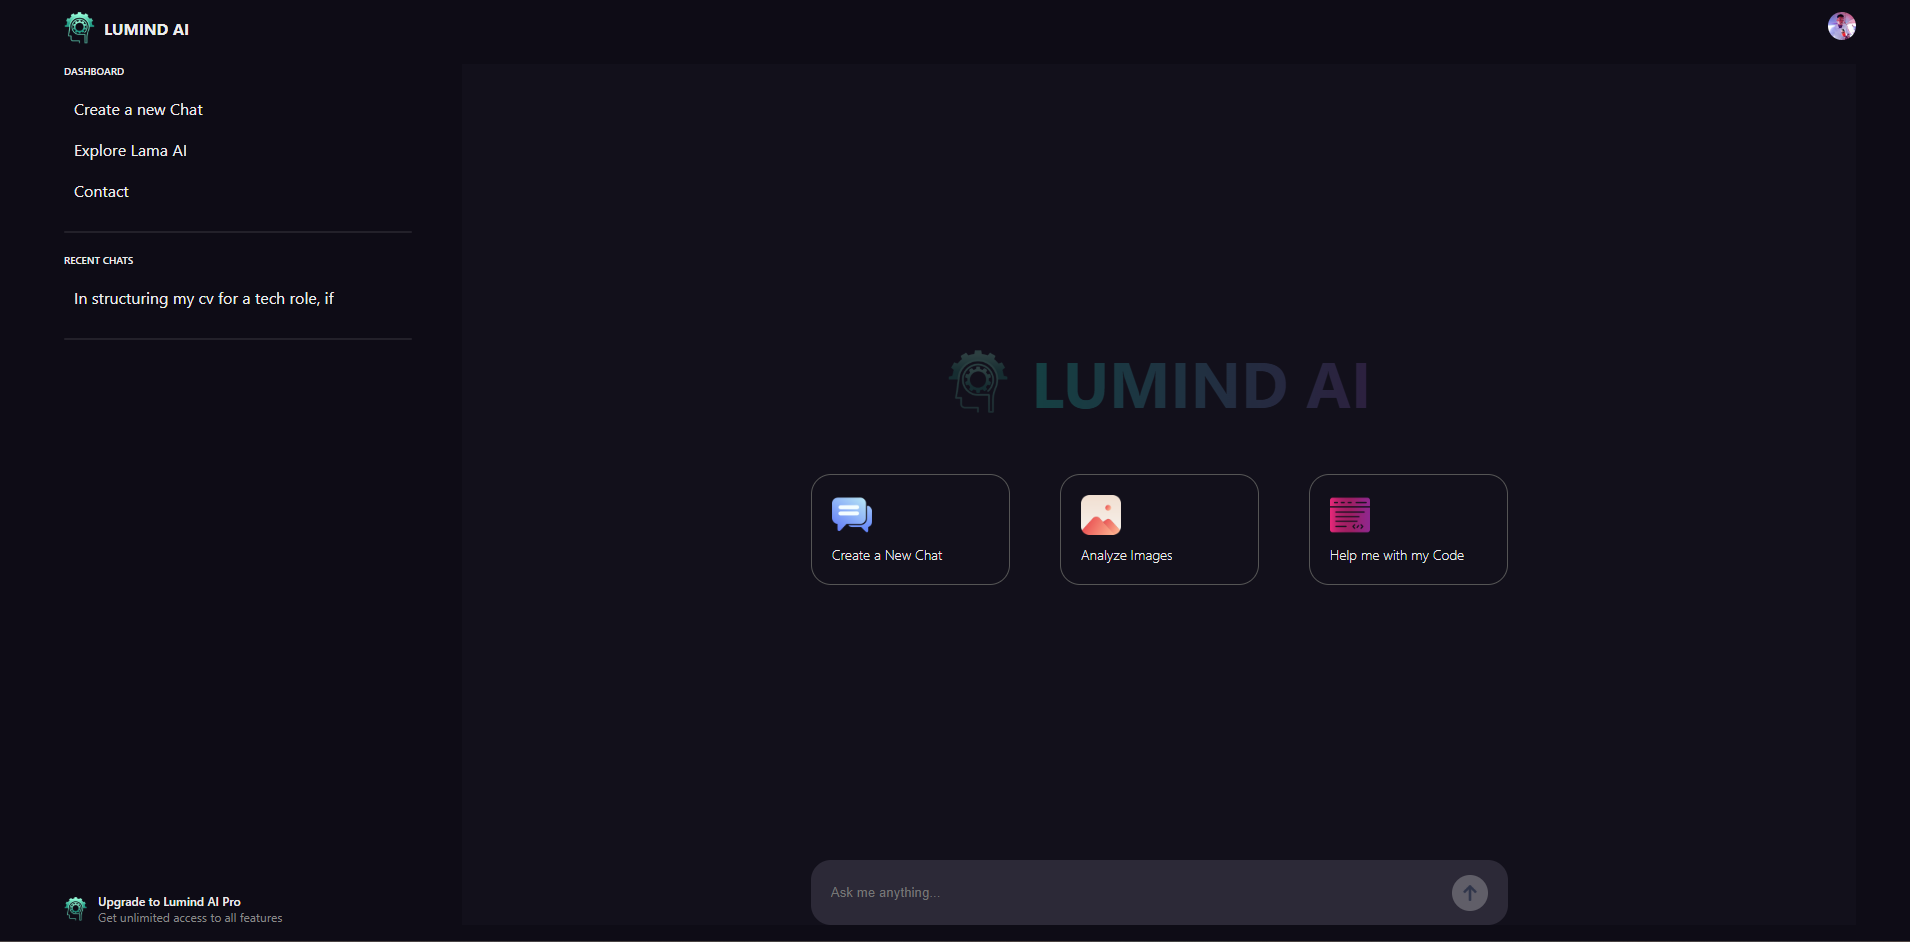 LUMIND AI
DASHBOARD
Create a new Chat
Explore Lama AI
Contact
RECENT CHATS
In structuring my cv for a tech role, if
LUMIND AI
Create a New Chat
Analyze Images
Help me with my Code
Ask me anything...
Upgrade to Lumind AI Pro
Get unlimited access to all features